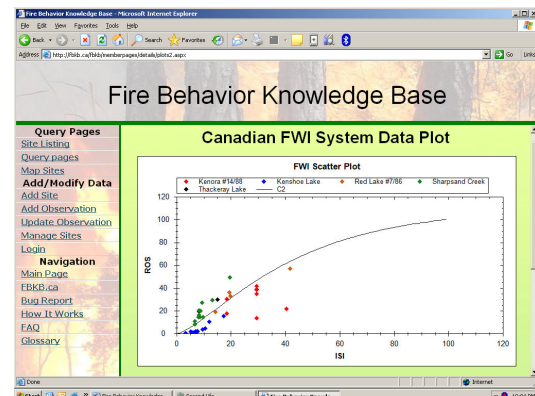 Fire Behavior Knowledge Base - Microsoft Internet Explorer
File Edit View Favorites Tools Help
Back Search Favorites
Address http://fbkb.ca/fbkb/memberpages/details/plots2.aspx Go Links
Fire Behavior Knowledge Base
Query Pages
Site Listing
Query pages
Map Sites
Add/Modify Data
Add Site
Add Observation
Update Observation
Manage Sites
Login
Navigation
Main Page
FBKB.ca
Bug Report
How It Works
FAQ
Glossary
Canadian FWI System Data Plot
FWI Scatter Plot
Kenora #14/88 Kenshoe Lake Red Lake #7/86 Sharpsand Creek
Thackeray Lake C2
120
100
80
60
40
20
0
ROS
0 20 40 60 80 100 120
ISI
Done Internet